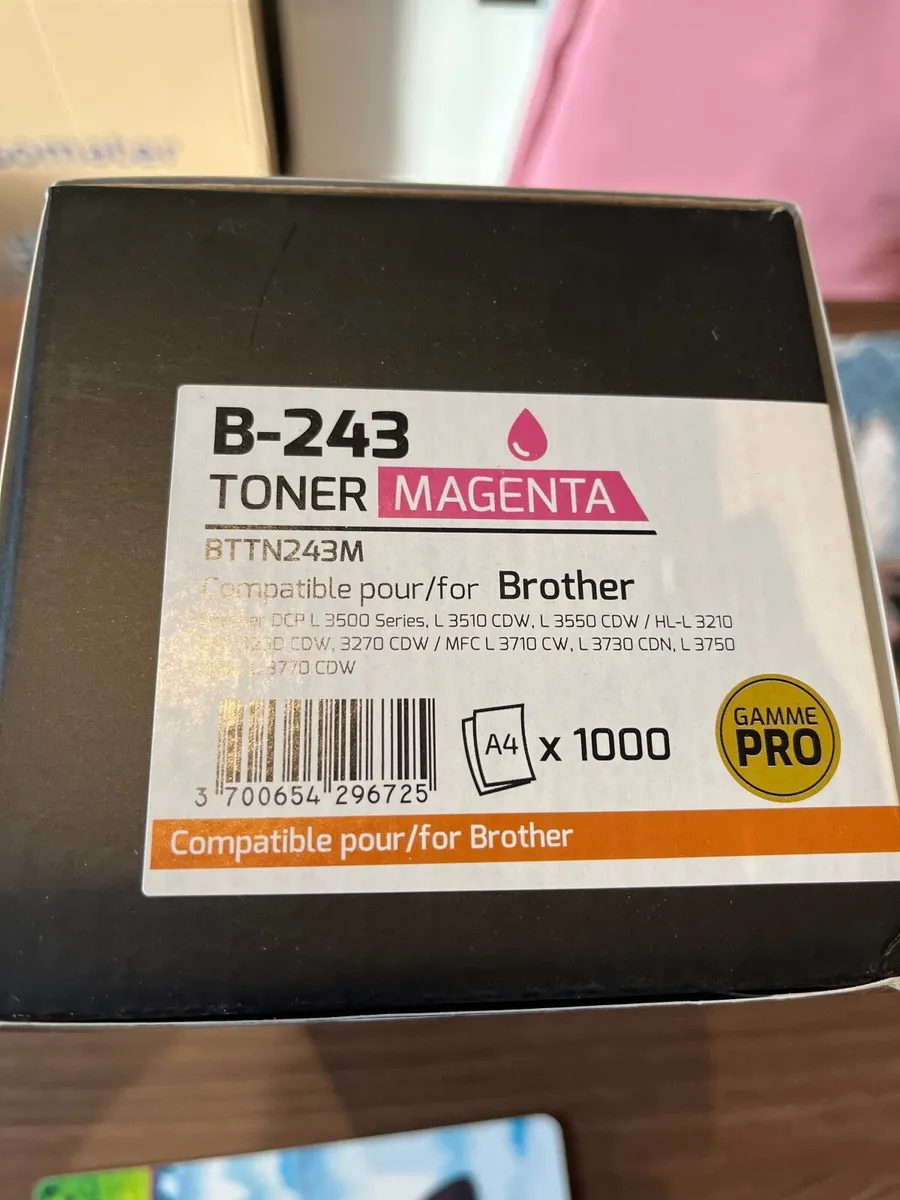 B-243
TONER MAGENTA
BTTN243M
Compatible pour/for Brother
Brother DCP L 3500 Series, L 3510 CDW, L 3550 CDW / HL-L 3210
CDW, 3270 CDW / MFC L 3710 CW, L 3730 CDN, L 3750
L 3770 CDW
A4 x 1000
GAMME
PRO
3 700654 296725
Compatible pour/for Brother